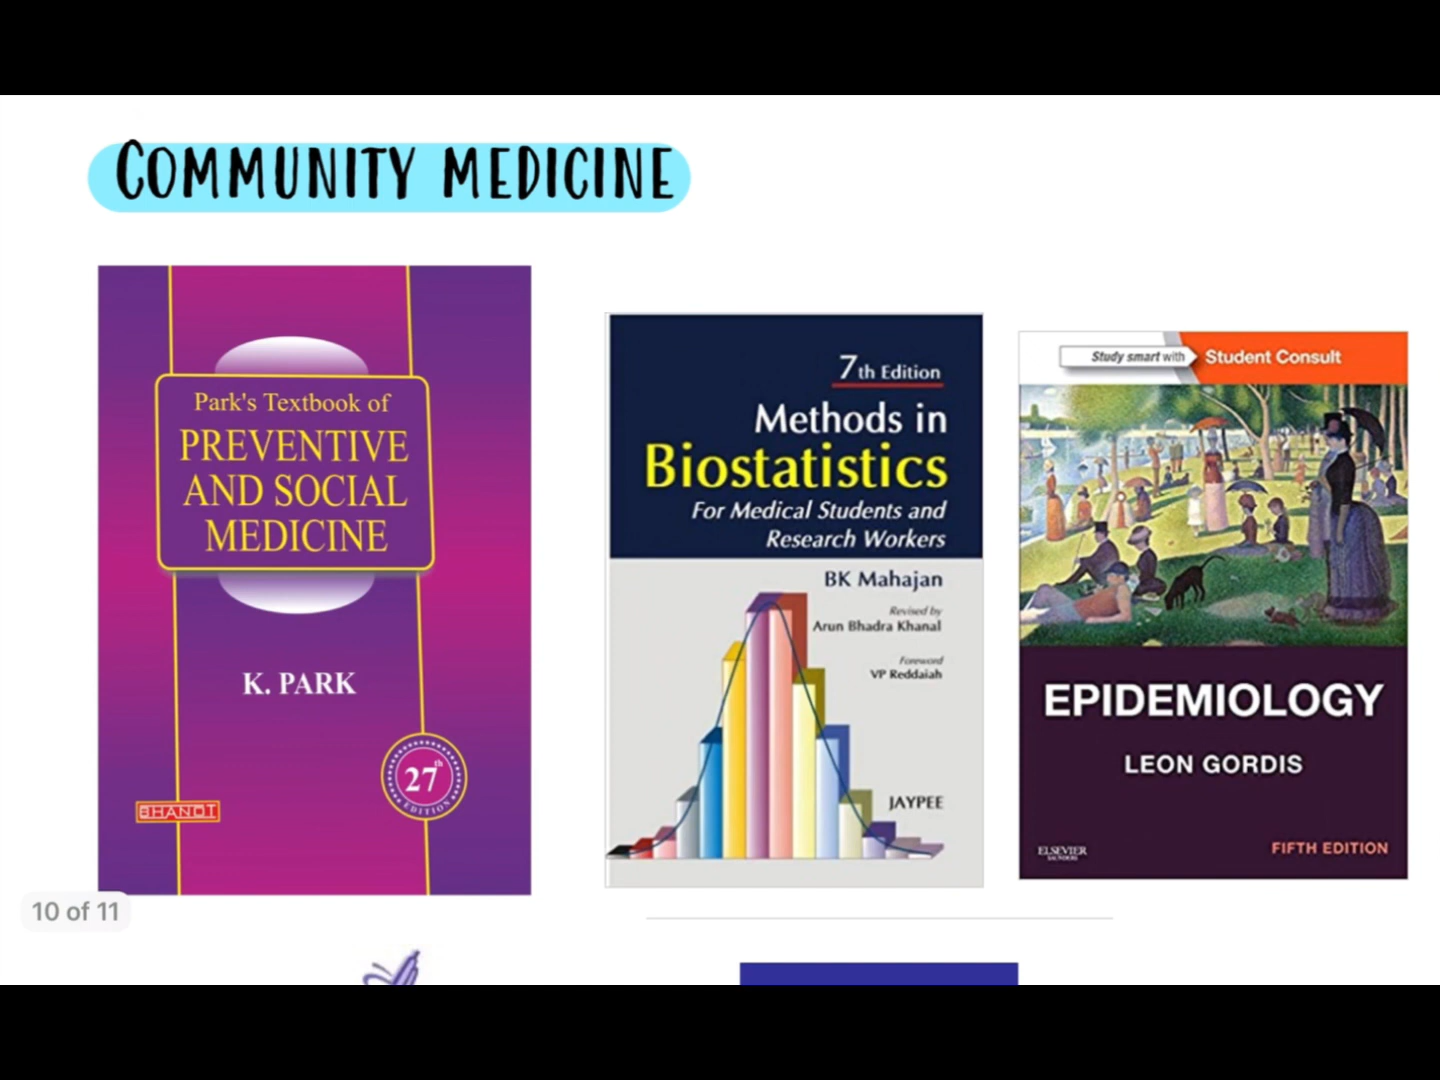 COMMUNITY MEDICINE
Park's Textbook of
PREVENTIVE
AND SOCIAL
MEDICINE
K. PARK
27th
EDITION
BHANOT
7th Edition
Methods in
Biostatistics
For Medical Students and
Research Workers
BK Mahajan
Revised by
Arun Bhadra Khanal
Foreword
VP Reddaiah
JAYPEE
Study smart with Student Consult
EPIDEMIOLOGY
LEON GORDIS
ELSEVIER
SAUNDERS
FIFTH EDITION
10 of 11